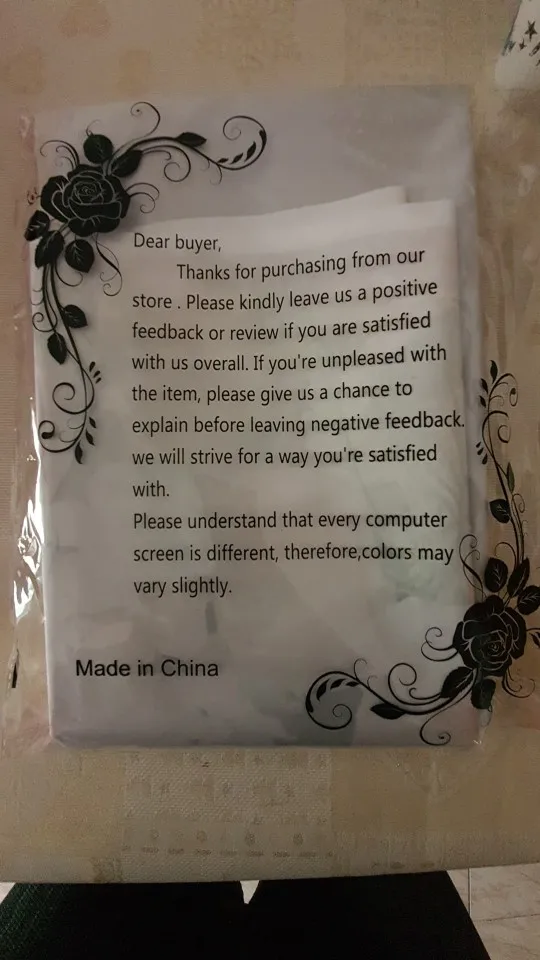 Dear buyer,
Thanks for purchasing from our
store . Please kindly leave us a positive
feedback or review if you are satisfied
with us overall. If you're unpleased with
the item, please give us a chance to
explain before leaving negative feedback.
we will strive for a way you're satisfied
with.
Please understand that every computer
screen is different, therefore,colors may
vary slightly.
Made in China